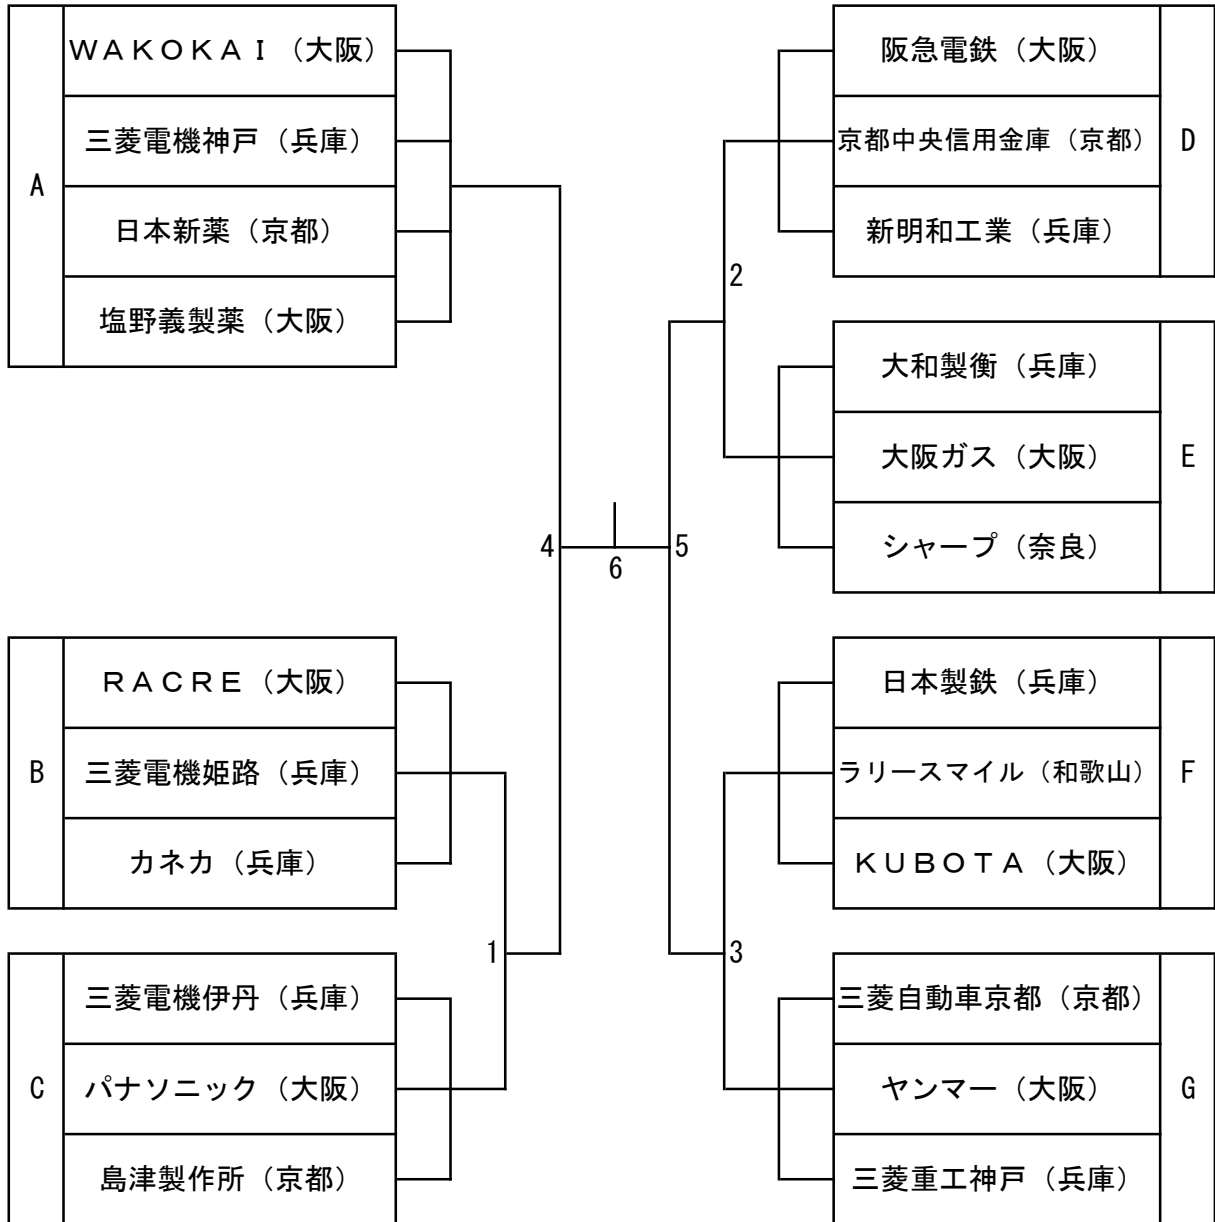 A
ＷＡＫＯＫＡＩ（大阪）
三菱電機神戸（兵庫）
日本新薬（京都）
塩野義製薬（大阪）
B
ＲＡＣＲＥ（大阪）
三菱電機姫路（兵庫）
カネカ（兵庫）
C
三菱電機伊丹（兵庫）
パナソニック（大阪）
島津製作所（京都）
1
4
6
5
2
3
阪急電鉄（大阪）
京都中央信用金庫（京都）
新明和工業（兵庫）
D
大和製衡（兵庫）
大阪ガス（大阪）
シャープ（奈良）
E
日本製鉄（兵庫）
ラリースマイル（和歌山）
ＫＵＢＯＴＡ（大阪）
F
三菱自動車京都（京都）
ヤンマー（大阪）
三菱重工神戸（兵庫）
G